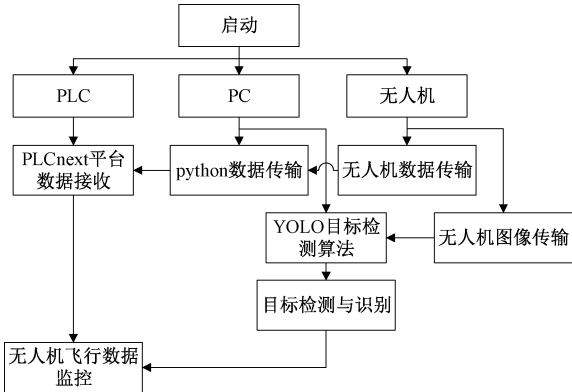 启动
PLC
PC
无人机
PLCnext平台
数据接收
python数据传输
无人机数据传输
YOLO目标检
测算法
无人机图像传输
目标检测与识别
无人机飞行数据
监控